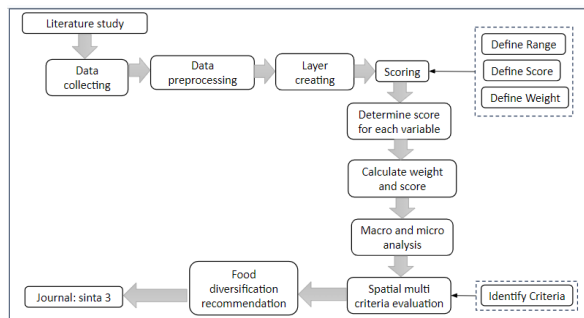 Literature study
Data
collecting
Data
preprocessing
Layer
creating
Scoring
Define Range
Define Score
Define Weight
Determine score
for each variable
Calculate weight
and score
Macro and micro
analysis
Spatial multi
criteria evaluation
Identify Criteria
Food
diversification
recommendation
Journal: sinta 3